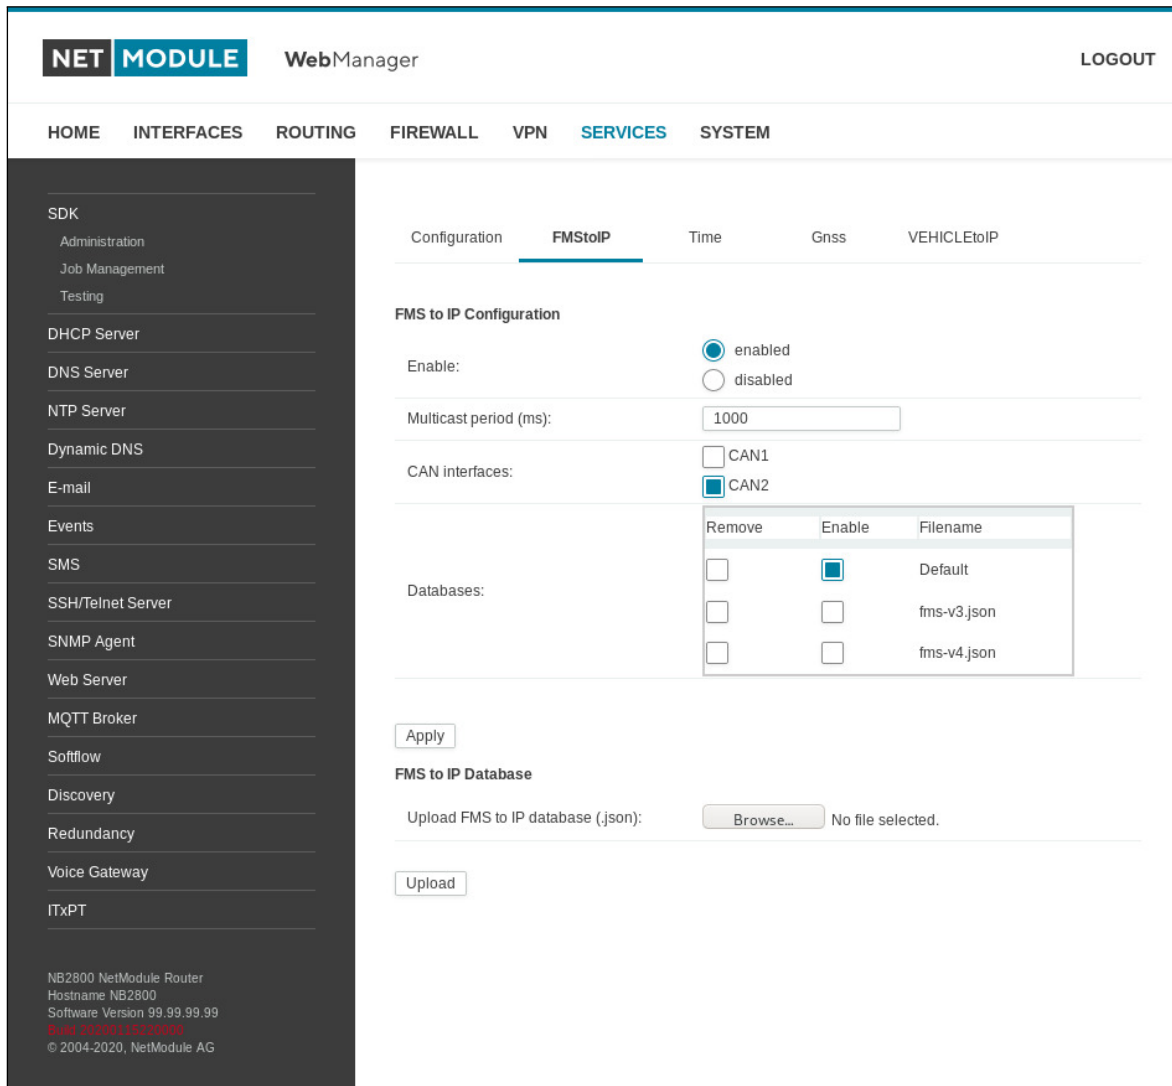 NET MODULE WebManager LOGOUT
HOME INTERFACES ROUTING FIREWALL VPN SERVICES SYSTEM
SDK
Administration
Job Management
Testing
DHCP Server
DNS Server
NTP Server
Dynamic DNS
E-mail
Events
SMS
SSH/Telnet Server
SNMP Agent
Web Server
MQTT Broker
Softflow
Discovery
Redundancy
Voice Gateway
ITxPT
NB2800 NetModule Router
Hostname NB2800
Software Version 99.99.99.99
Build
© 2004-2020, NetModule AG
Configuration FMStoIP Time Gnss VEHICLEtoIP
FMS to IP Configuration
Enable:
enabled
disabled
Multicast period (ms): 1000
CAN interfaces:
CAN1
CAN2
Databases:
Remove Enable Filename
Default
fms-v3.json
fms-v4.json
Apply
FMS to IP Database
Upload FMS to IP database (.json): Browse... No file selected.
Upload